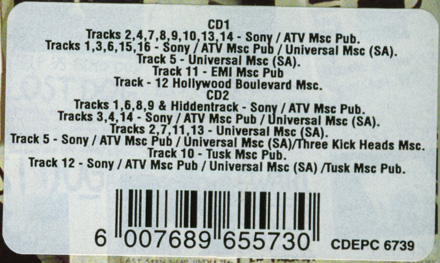 CD1
Tracks 2,4,7,8,9,10,13,14 - Sony / ATV Msc Pub.
Tracks 1,3,6,15,16 - Sony / ATV Msc Pub / Universal Msc (SA).
Track 5 - Universal Msc (SA).
Track 11 - EMI Msc Pub
Track - 12 Hollywood Boulevard Msc.
CD2
Tracks 1,6,8,9 & Hiddentrack - Sony / ATV Msc Pub.
Tracks 3,4,14 - Sony / ATV Msc Pub / Universal Msc (SA).
Tracks 2,7,11,13 - Universal Msc (SA).
Track 5 - Sony / ATV Msc Pub / Universal Msc (SA)/Three Kick Heads Msc.
Track 10 - Tusk Msc Pub.
Track 12 - Sony / ATV Msc Pub / Universal Msc (SA) /Tusk Msc Pub.
6 007689 655730 CDEPC 6739